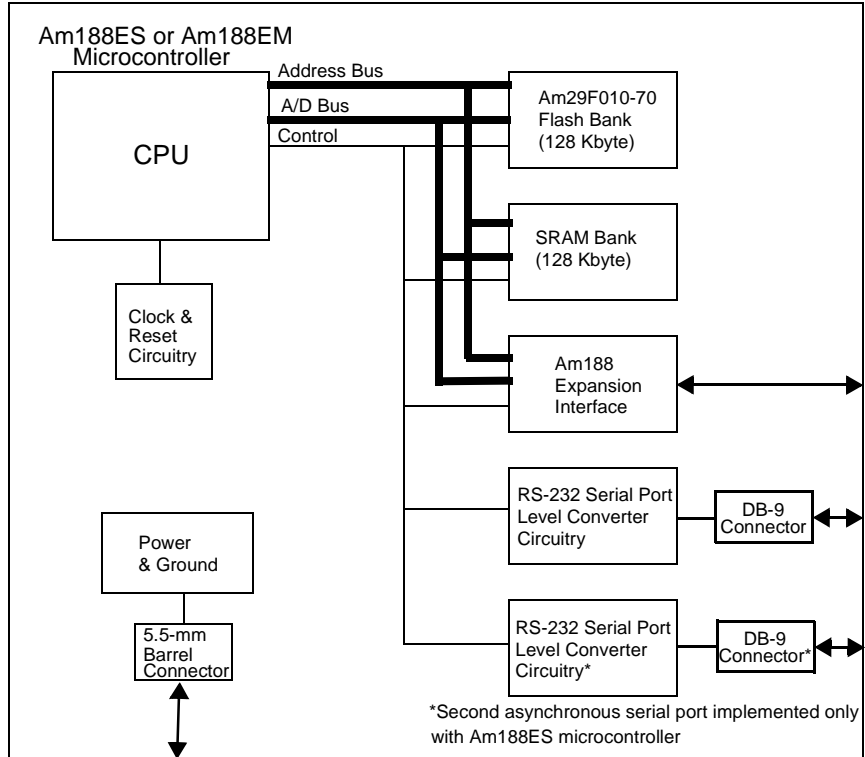 Am188ES or Am188EM
Microcontroller
CPU
Address Bus
A/D Bus
Control
Am29F010-70
Flash Bank
(128 Kbyte)
SRAM Bank
(128 Kbyte)
Clock &
Reset
Circuitry
Am188
Expansion
Interface
RS-232 Serial Port
Level Converter
Circuitry
DB-9
Connector
Power
& Ground
5.5-mm
Barrel
Connector
RS-232 Serial Port
Level Converter
Circuitry*
DB-9
Connector*
*Second asynchronous serial port implemented only
with Am188ES microcontroller